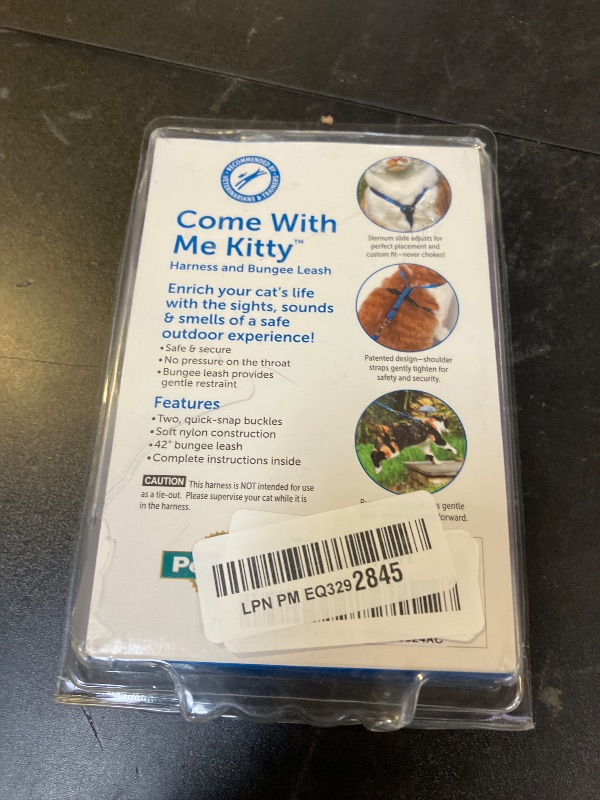 RECOMMENDED BY
VETERINARIANS & TRAINERS
Come With
Me Kitty™
Harness and Bungee Leash
Enrich your cat's life
with the sights, sounds
& smells of a safe
outdoor experience!
•Safe & secure
•No pressure on the throat
•Bungee leash provides
gentle restraint
Features
•Two, quick-snap buckles
•Soft nylon construction
•42" bungee leash
•Complete instructions inside
CAUTION This harness is NOT intended for use
as a tie-out. Please supervise your cat while it is
in the harness.
Sternum slide adjusts for
perfect placement and
custom fit—never chokes!
Patented design—shoulder
straps gently tighten for
safety and security.
gentle
forward.
LPN PM EQ3292845